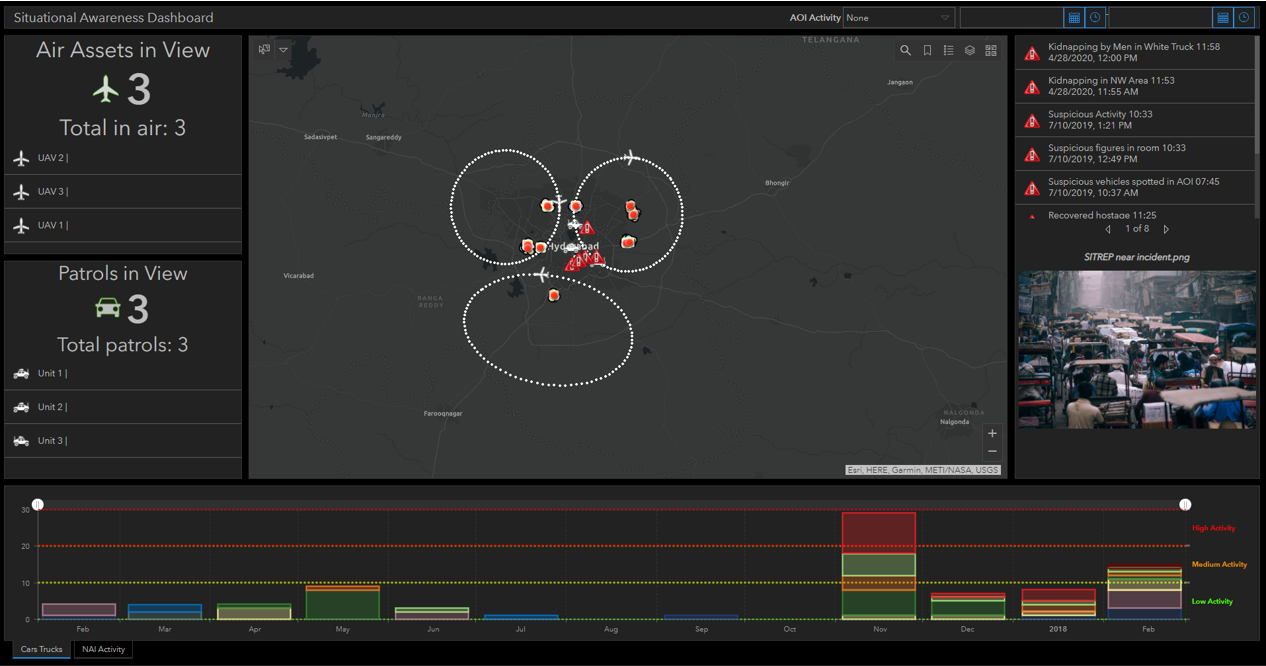 Situational Awareness Dashboard
AOI Activity
None
Air Assets in View
3
Total in air: 3
UAV 2 |
UAV 3 |
UAV 1 |
Patrols in View
3
Total patrols: 3
Unit 1 |
Unit 2 |
Unit 3 |
TELANGANA
Jangaon
Manjra
Sadasivpet
Sangareddy
Bhongir
Hyderabad
Vicarabad
RANGA
REDDY
Farooqnagar
NALGONDA
Nalgonda
Esri, HERE, Garmin, METI/NASA, USGS
Kidnapping by Men in White Truck 11:58
4/28/2020, 12:00 PM
Kidnapping in NW Area 11:53
4/28/2020, 11:55 AM
Suspicious Activity 10:33
7/10/2019, 1:21 PM
Suspicious figures in room 10:33
7/10/2019, 12:49 PM
Suspicious vehicles spotted in AOI 07:45
7/10/2019, 10:37 AM
Recovered hostage 11:25
1 of 8
SITREP near incident.png
30
20
10
0
Feb
Mar
Apr
May
Jun
Jul
Aug
Sep
Oct
Nov
Dec
2018
Feb
High Activity
Medium Activity
Low Activity
Cars Trucks
NAI Activity